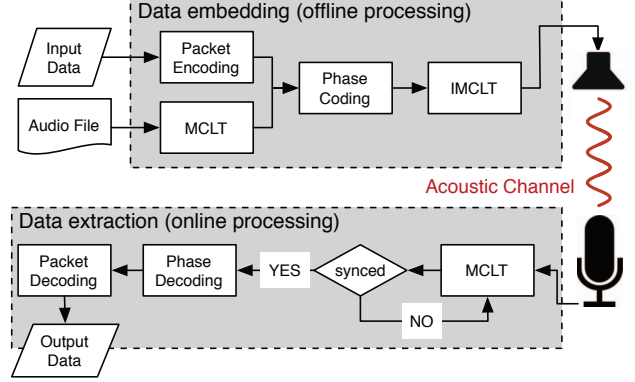 Data embedding (offline processing)
Input
Data
Packet
Encoding
Phase
Coding
IMCLT
Audio File
MCLT
Acoustic Channel
Data extraction (online processing)
Packet
Decoding
Phase
Decoding
YES
synced
MCLT
NO
Output
Data